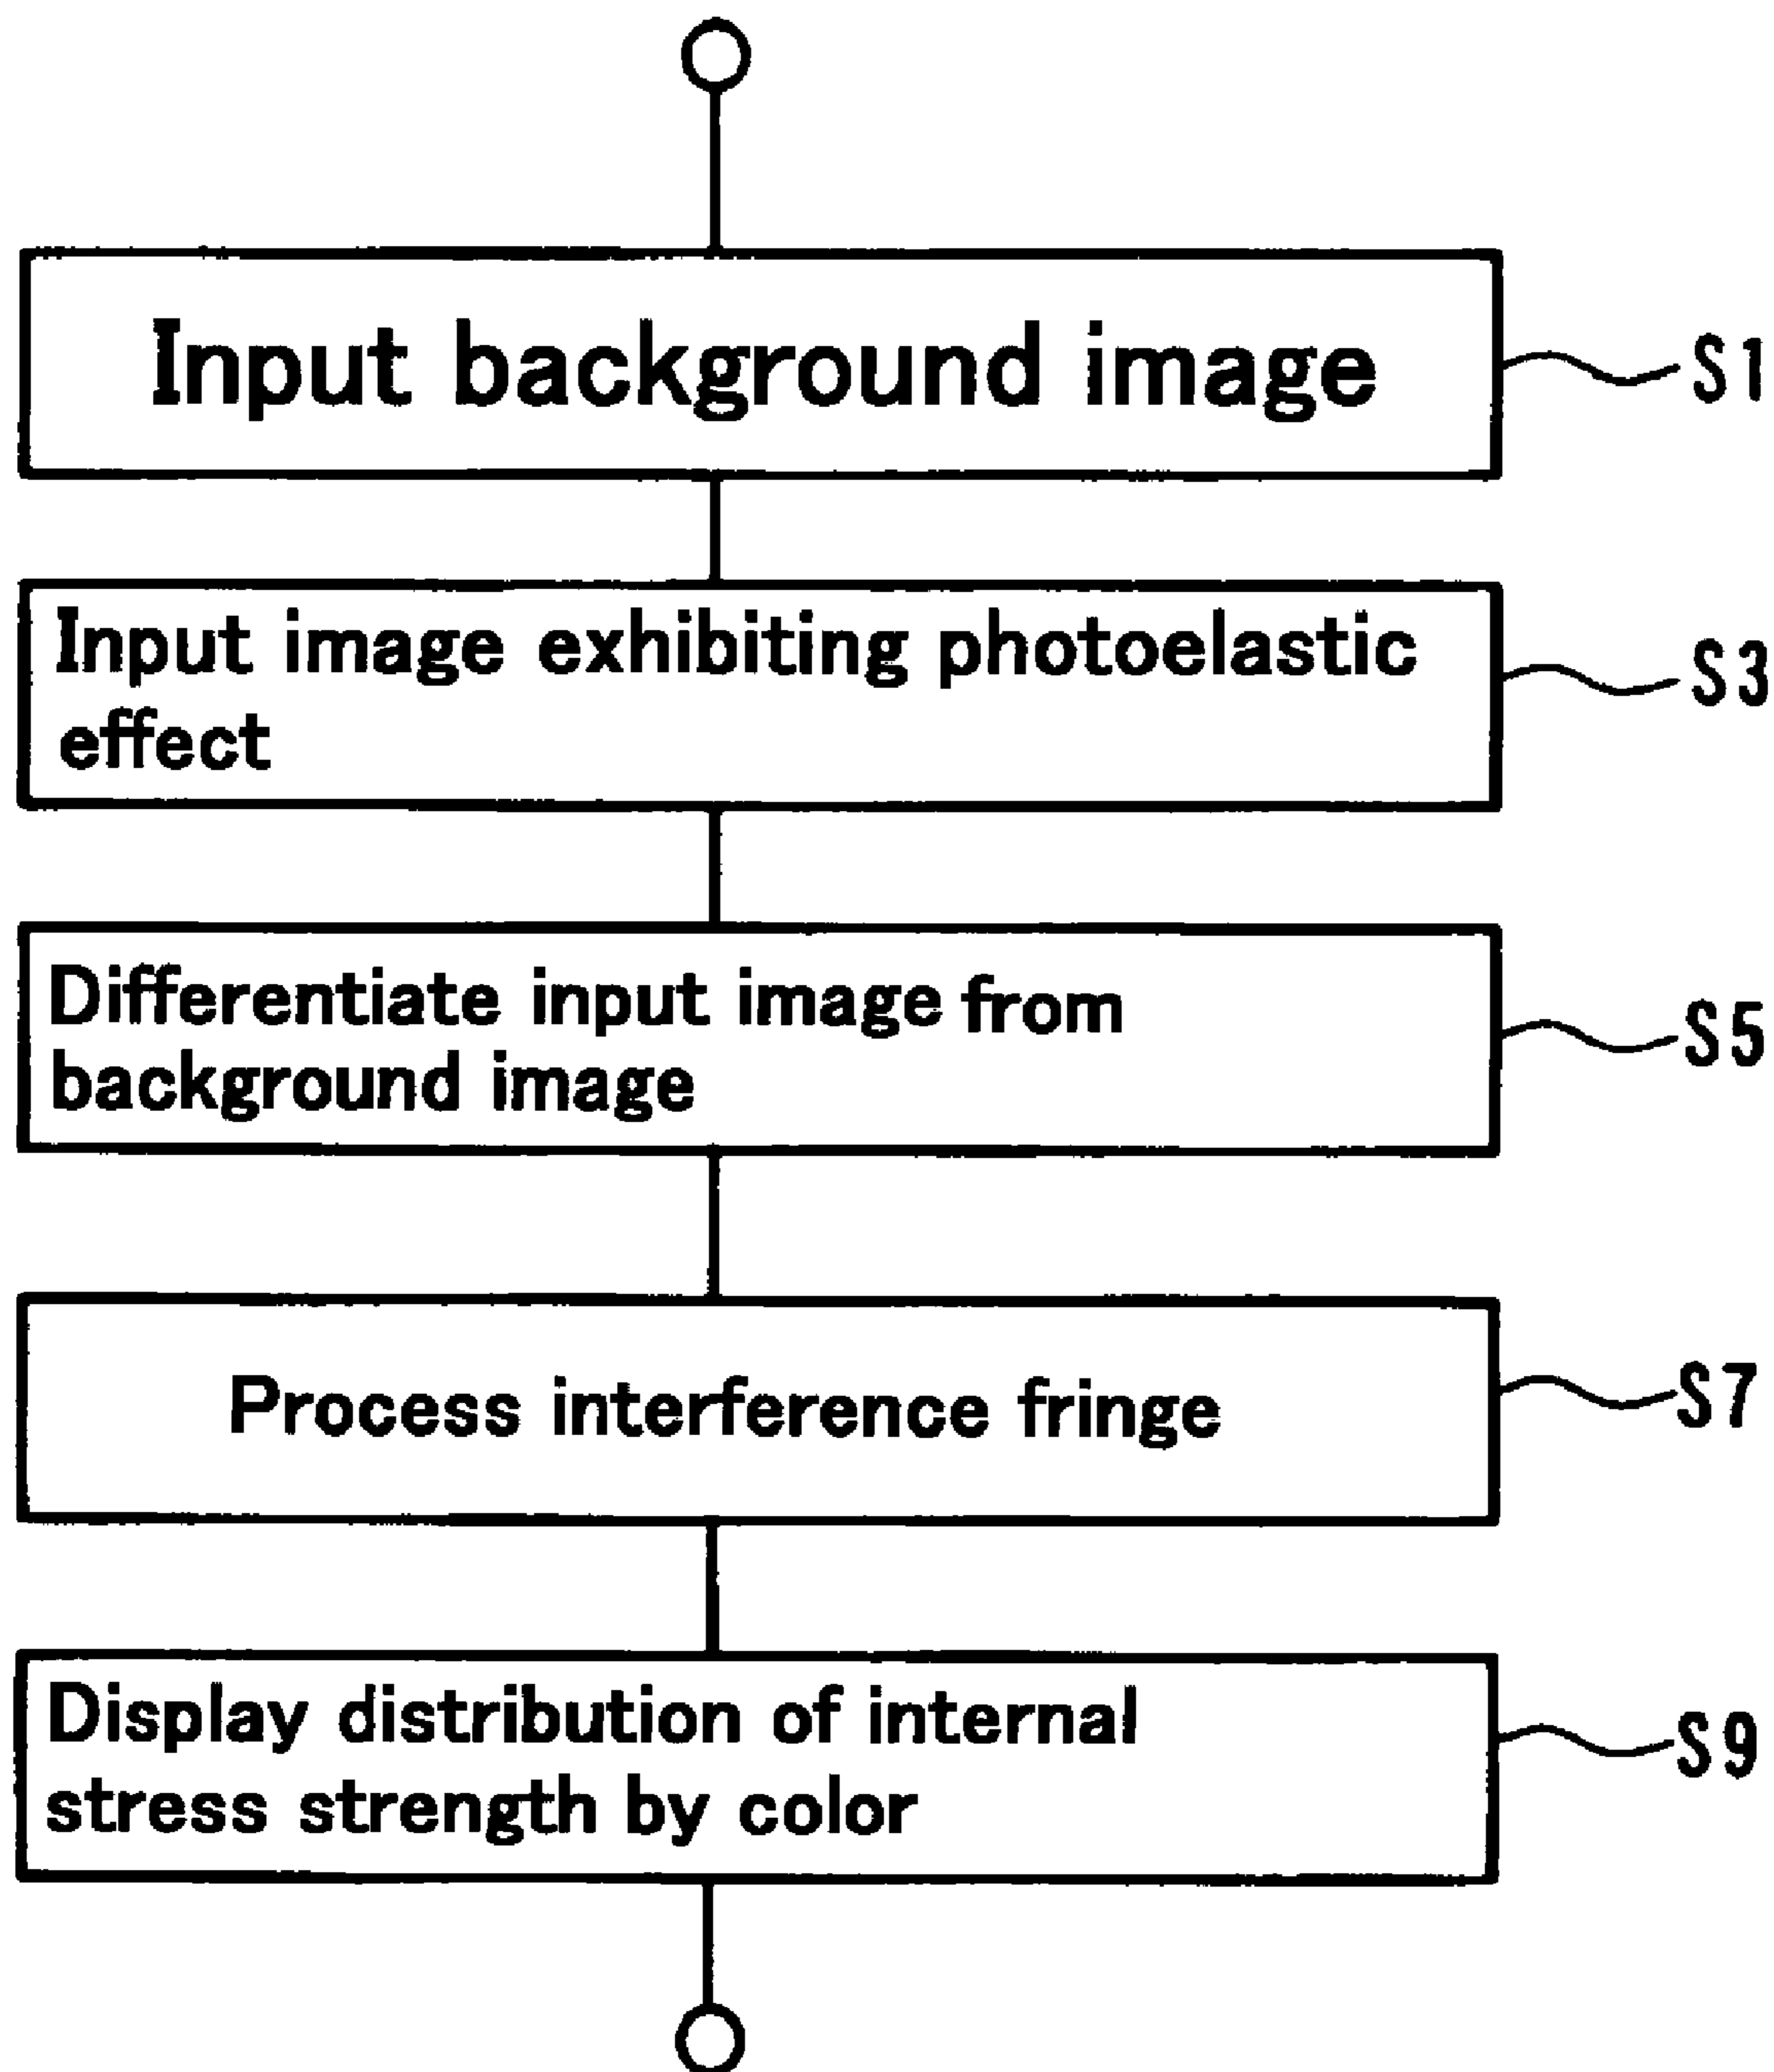 Input background image
S1
Input image exhibiting photoelastic
effect
S3
Differentiate input image from
background image
S5
Process interference fringe
S7
Display distribution of internal
stress strength by color
S9